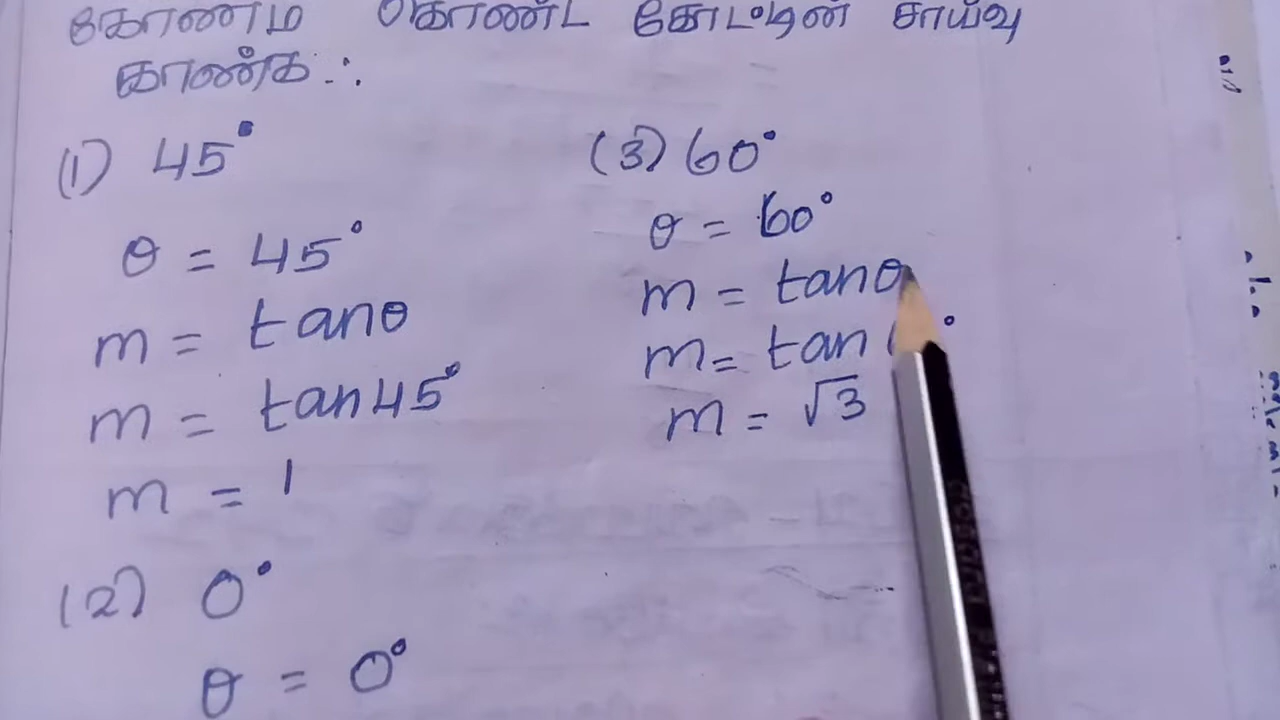 கோணம் கொண்ட கோட்டின் சாய்வு
காண்க :.
(1) 45°
θ = 45°
m = tanθ
m = tan45°
m = 1
(2) 0°
θ = 0°
(3) 60°
θ = 60°
m = tanθ
m = tan
m = √3